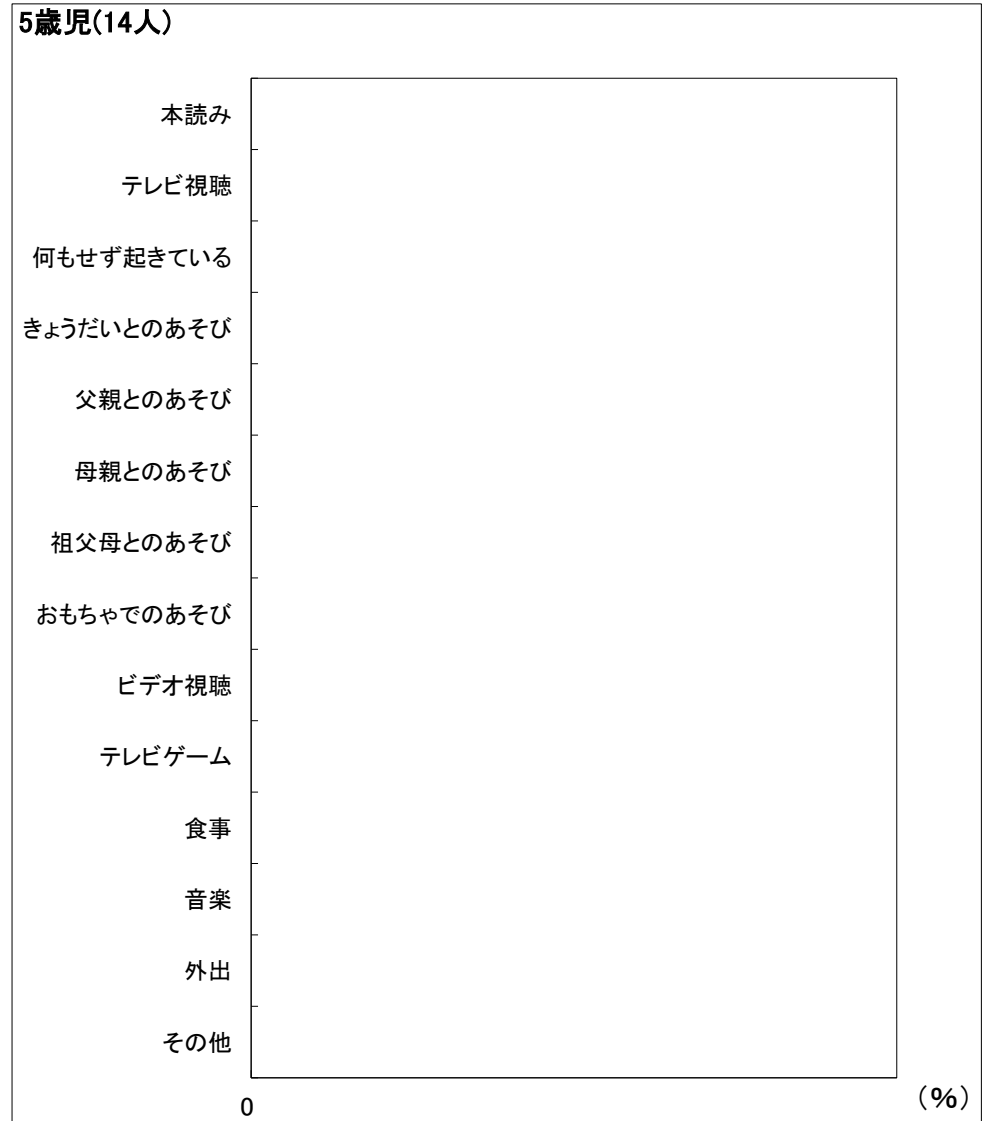 5歳児(14人)
本読み
テレビ視聴
何もせず起きている
きょうだいとのあそび
父親とのあそび
母親とのあそび
祖父母とのあそび
おもちゃでのあそび
ビデオ視聴
テレビゲーム
食事
音楽
外出
その他
0
(%)